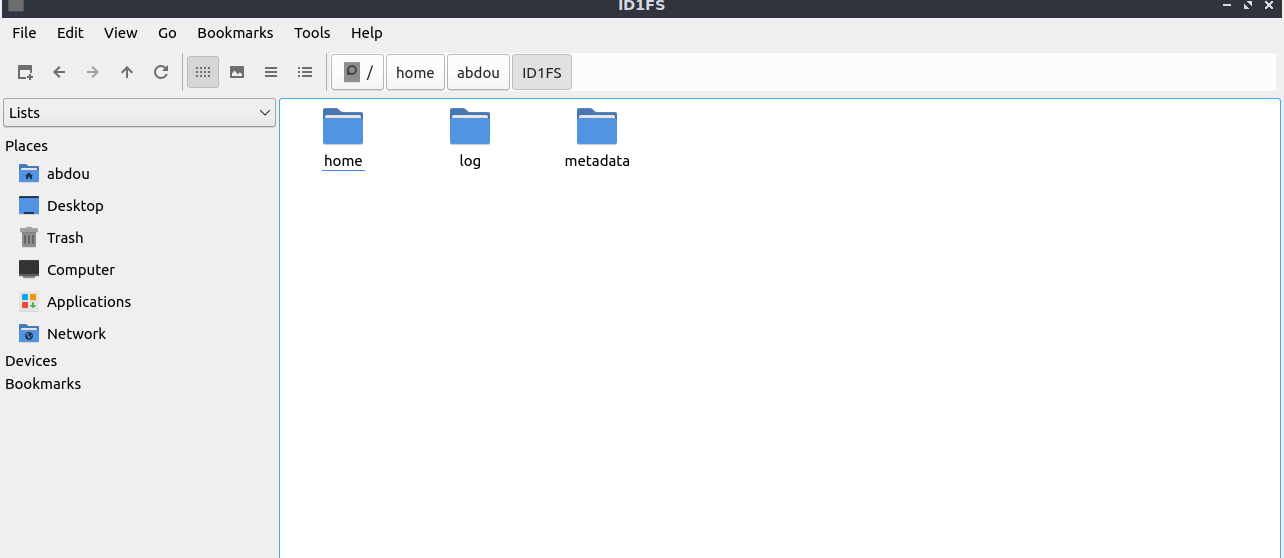 ID1FS
File Edit View Go Bookmarks Tools Help
/ home abdou ID1FS
Lists
Places
abdou
Desktop
Trash
Computer
Applications
Network
Devices
Bookmarks
home log metadata